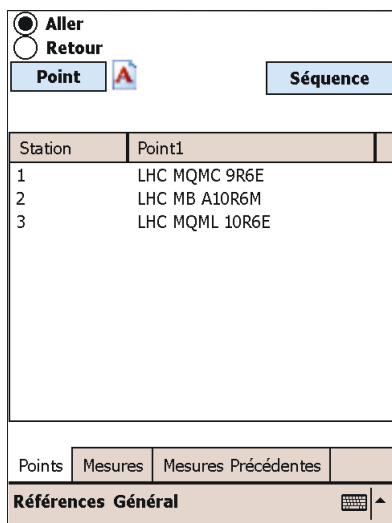 Aller
Retour
Point
Séquence
Station Point1
1 LHC MQMC 9R6E
2 LHC MB A10R6M
3 LHC MQML 10R6E
Points Mesures Mesures Précédentes
Références Général